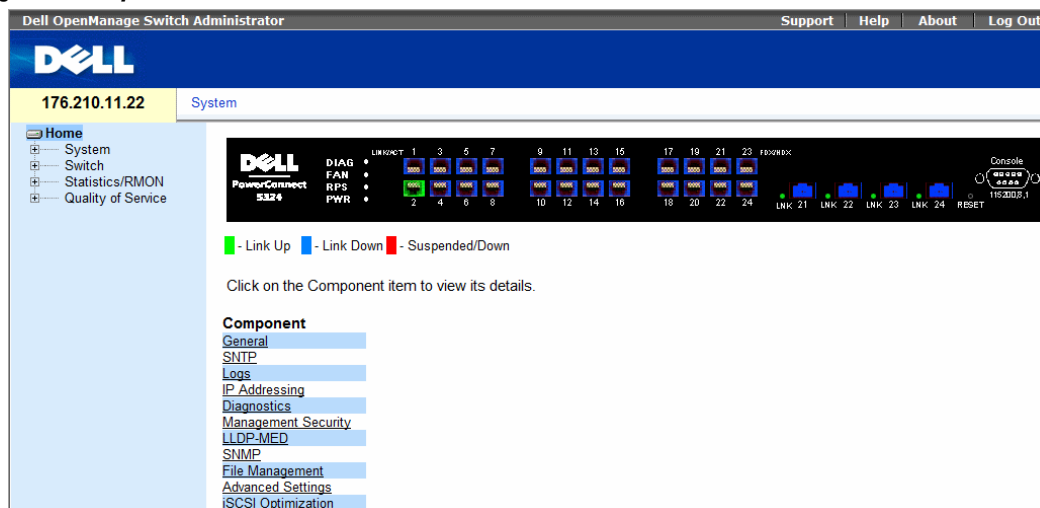 Dell OpenManage Switch Administrator
Support | Help | About | Log Out
DELL
176.210.11.22
System
Home
System
Switch
Statistics/RMON
Quality of Service
DELL
PowerConnect
5324
DIAG
FAN
RPS
PWR
LINK/ACT 1 3 5 7 9 11 13 15 17 19 21 23 FDX/HDX
2 4 6 8 10 12 14 16 18 20 22 24
LNK 21 LNK 22 LNK 23 LNK 24 RESET
Console
115200,8,1
- Link Up - Link Down - Suspended/Down
Click on the Component item to view its details.
Component
General
SNTP
Logs
IP Addressing
Diagnostics
Management Security
LLDP-MED
SNMP
File Management
Advanced Settings
iSCSI Optimization